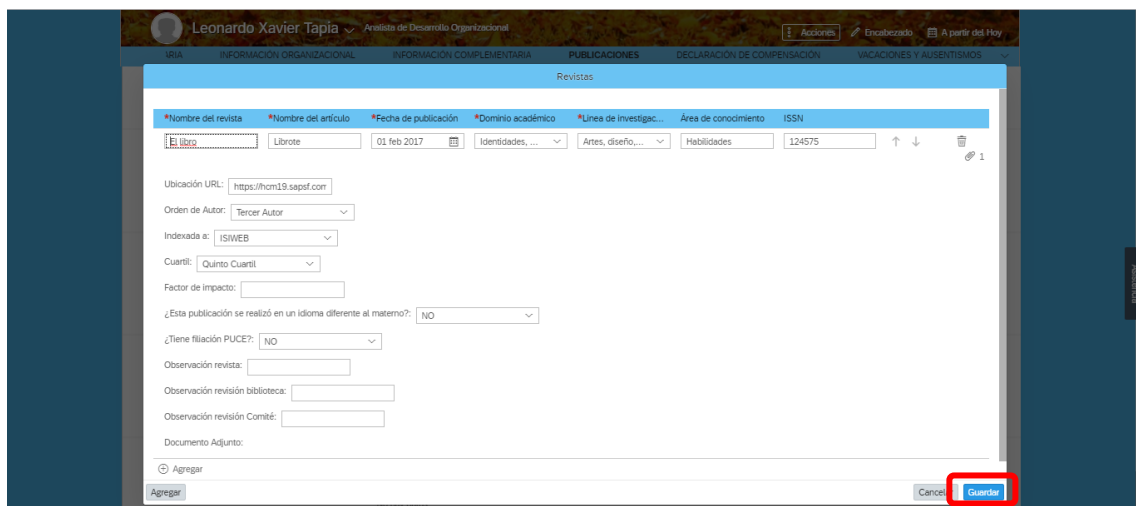 Leonardo Xavier Tapia Analista de Desarrollo Organizacional
Acciones Encabezado A partir del Hoy
ARIA INFORMACIÓN ORGANIZACIONAL INFORMACIÓN COMPLEMENTARIA PUBLICACIONES DECLARACIÓN DE COMPENSACIÓN VACACIONES Y AUSENTISMOS
Revistas
*Nombre del revista *Nombre del artículo *Fecha de publicación *Dominio académico *Linea de investigac... Área de conocimiento ISSN
El libro Librote 01 feb 2017 Identidades, ... Artes, diseño,... Habilidades 124575
1
Ubicación URL: https://hcm19.sapsf.com
Orden de Autor: Tercer Autor
Indexada a: ISIWEB
Cuartil: Quinto Cuartil
Factor de impacto:
¿Esta publicación se realizó en un idioma diferente al materno?: NO
¿Tiene filiación PUCE?: NO
Observación revista:
Observación revisión biblioteca:
Observación revisión Comité:
Documento Adjunto:
Agregar
Agregar Cancela Guardar